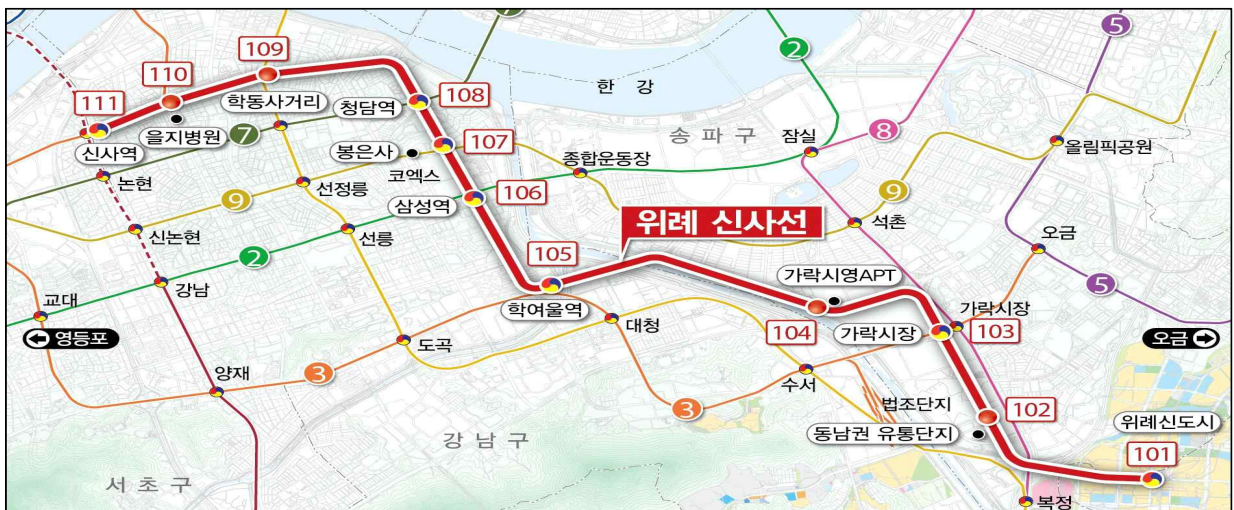 7
5
109
2
110
한 강
108
학동사거리
111
청담역
8
을지병원
7
107
송 파 구
잠실
신사역
봉은사
올림픽공원
종합운동장
논현
코엑스
선정릉
106
9
9
삼성역
위례 신사선
석촌
신논현
선릉
오금
2
105
가락시영APT
강남
5
교대
학여울역
가락시장
대청
104
가락시장
103
영등포
도곡
오금
양재
3
수서
법조단지
3
102
위례신도시
동남권 유통단지
강 남 구
101
서 초 구
복정